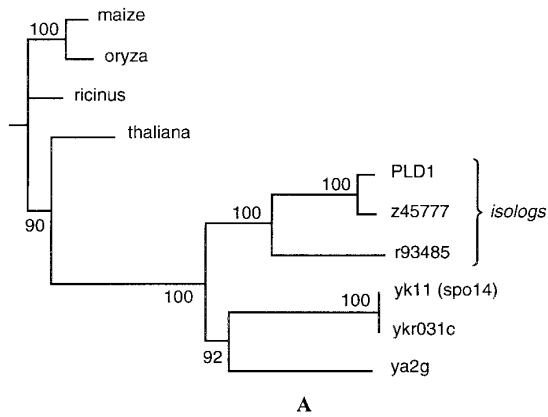 maize
100
oryza
ricinus
thaliana
PLD1
100
z45777
isologs
100
r93485
90
100
yk11 (spo14)
100
ykr031c
92
ya2g
A